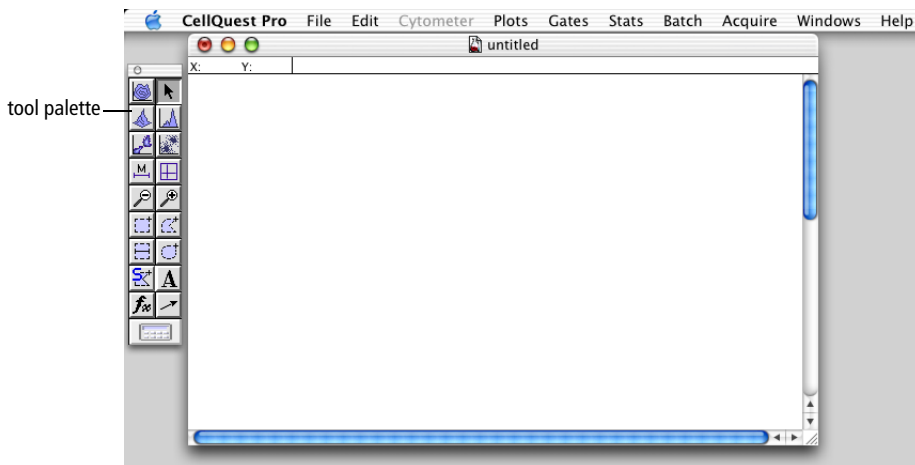 CellQuest Pro File Edit Cytometer Plots Gates Stats Batch Acquire Windows Help
untitled
X: Y:
tool palette
M
A
fx